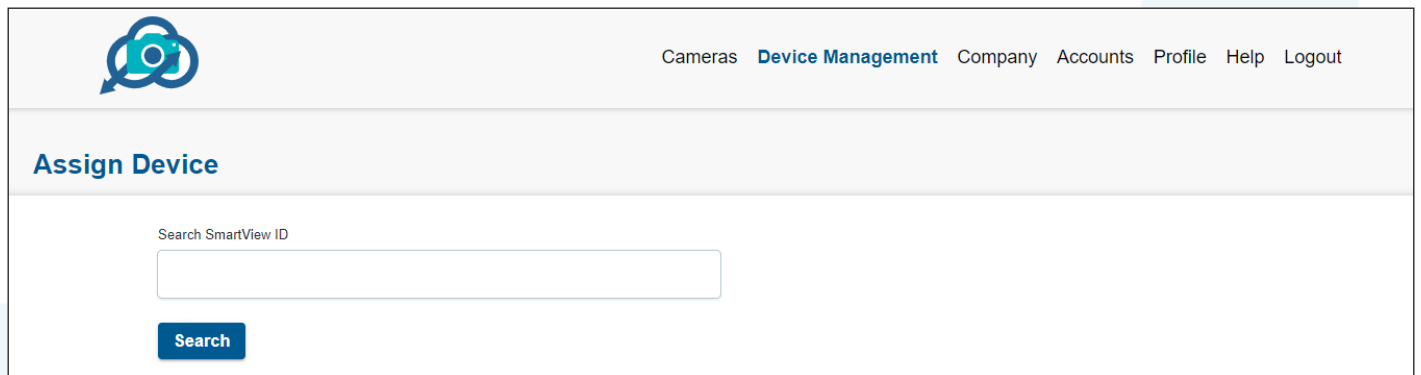 Cameras Device Management Company Accounts Profile Help Logout
Assign Device
Search SmartView ID
Search